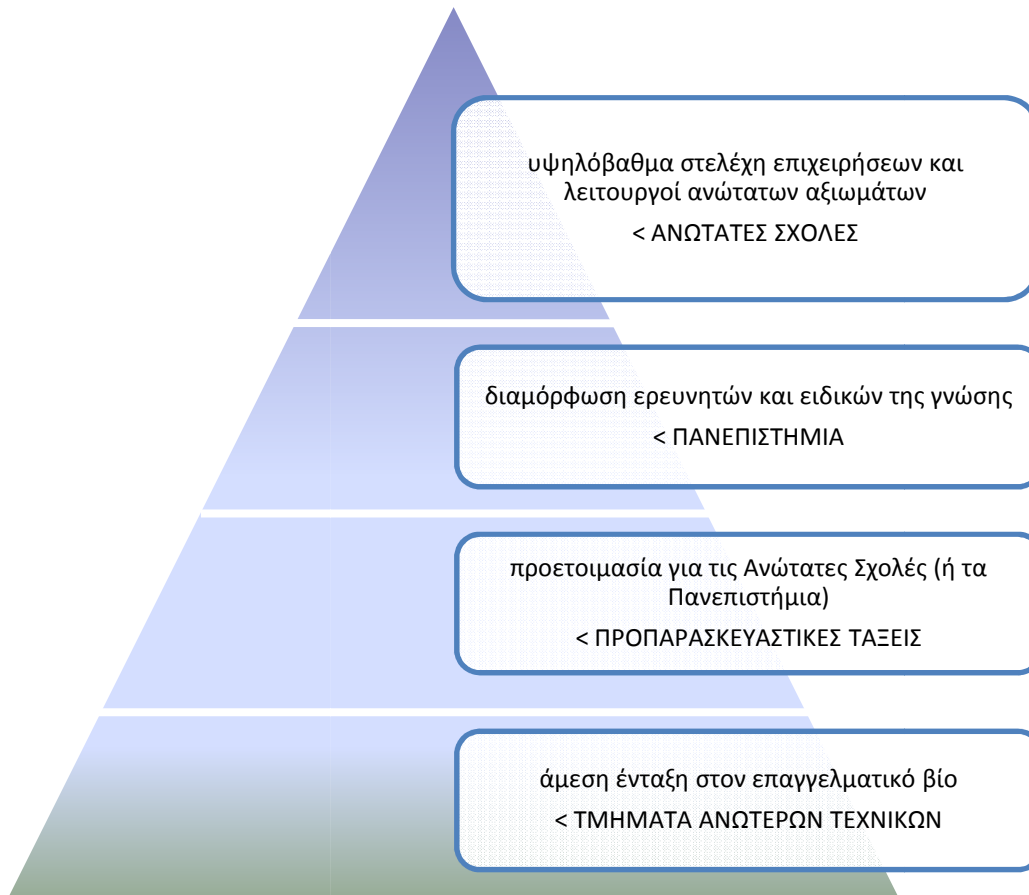 υψηλόβαθμα στελέχη επιχειρήσεων και
λειτουργοί ανώτατων αξιωμάτων
< ΑΝΩΤΑΤΕΣ ΣΧΟΛΕΣ
διαμόρφωση ερευνητών και ειδικών της γνώσης
< ΠΑΝΕΠΙΣΤΗΜΙΑ
προετοιμασία για τις Ανώτατες Σχολές (ή τα
Πανεπιστήμια)
< ΠΡΟΠΑΡΑΣΚΕΥΑΣΤΙΚΕΣ ΤΑΞΕΙΣ
άμεση ένταξη στον επαγγελματικό βίο
< ΤΜΗΜΑΤΑ ΑΝΩΤΕΡΩΝ ΤΕΧΝΙΚΩΝ